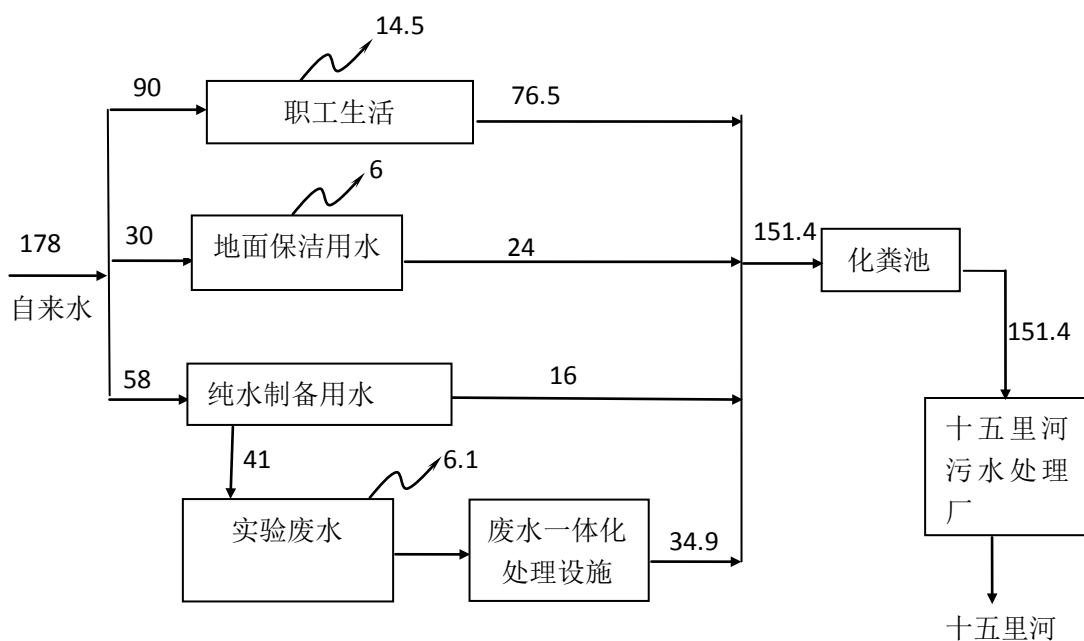 14.5
90
职工生活
76.5
6
178
30
地面保洁用水
24
151.4
化粪池
自来水
151.4
58
纯水制备用水
16
41
6.1
十五里河
污水处理
厂
实验废水
废水一体化
处理设施
34.9
十五里河